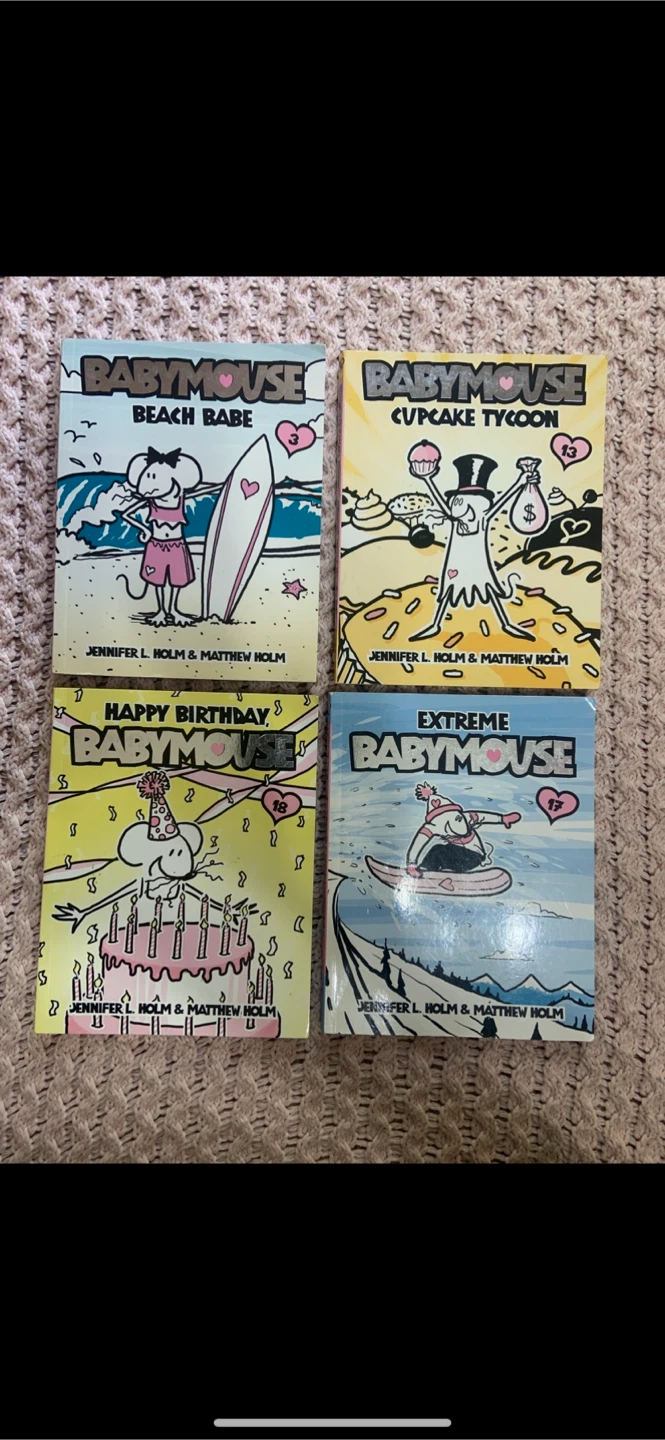 BABYMOUSE
BEACH BABE
3
JENNIFER L. HOLM & MATTHEW HOLM
BABYMOUSE
CUPCAKE TYCOON
13
$
JENNIFER L. HOLM & MATTHEW HOLM
HAPPY BIRTHDAY,
BABYMOUSE
18
JENNIFER L. HOLM & MATTHEW HOLM
EXTREME
BABYMOUSE
17
JENNIFER L. HOLM & MATTHEW HOLM